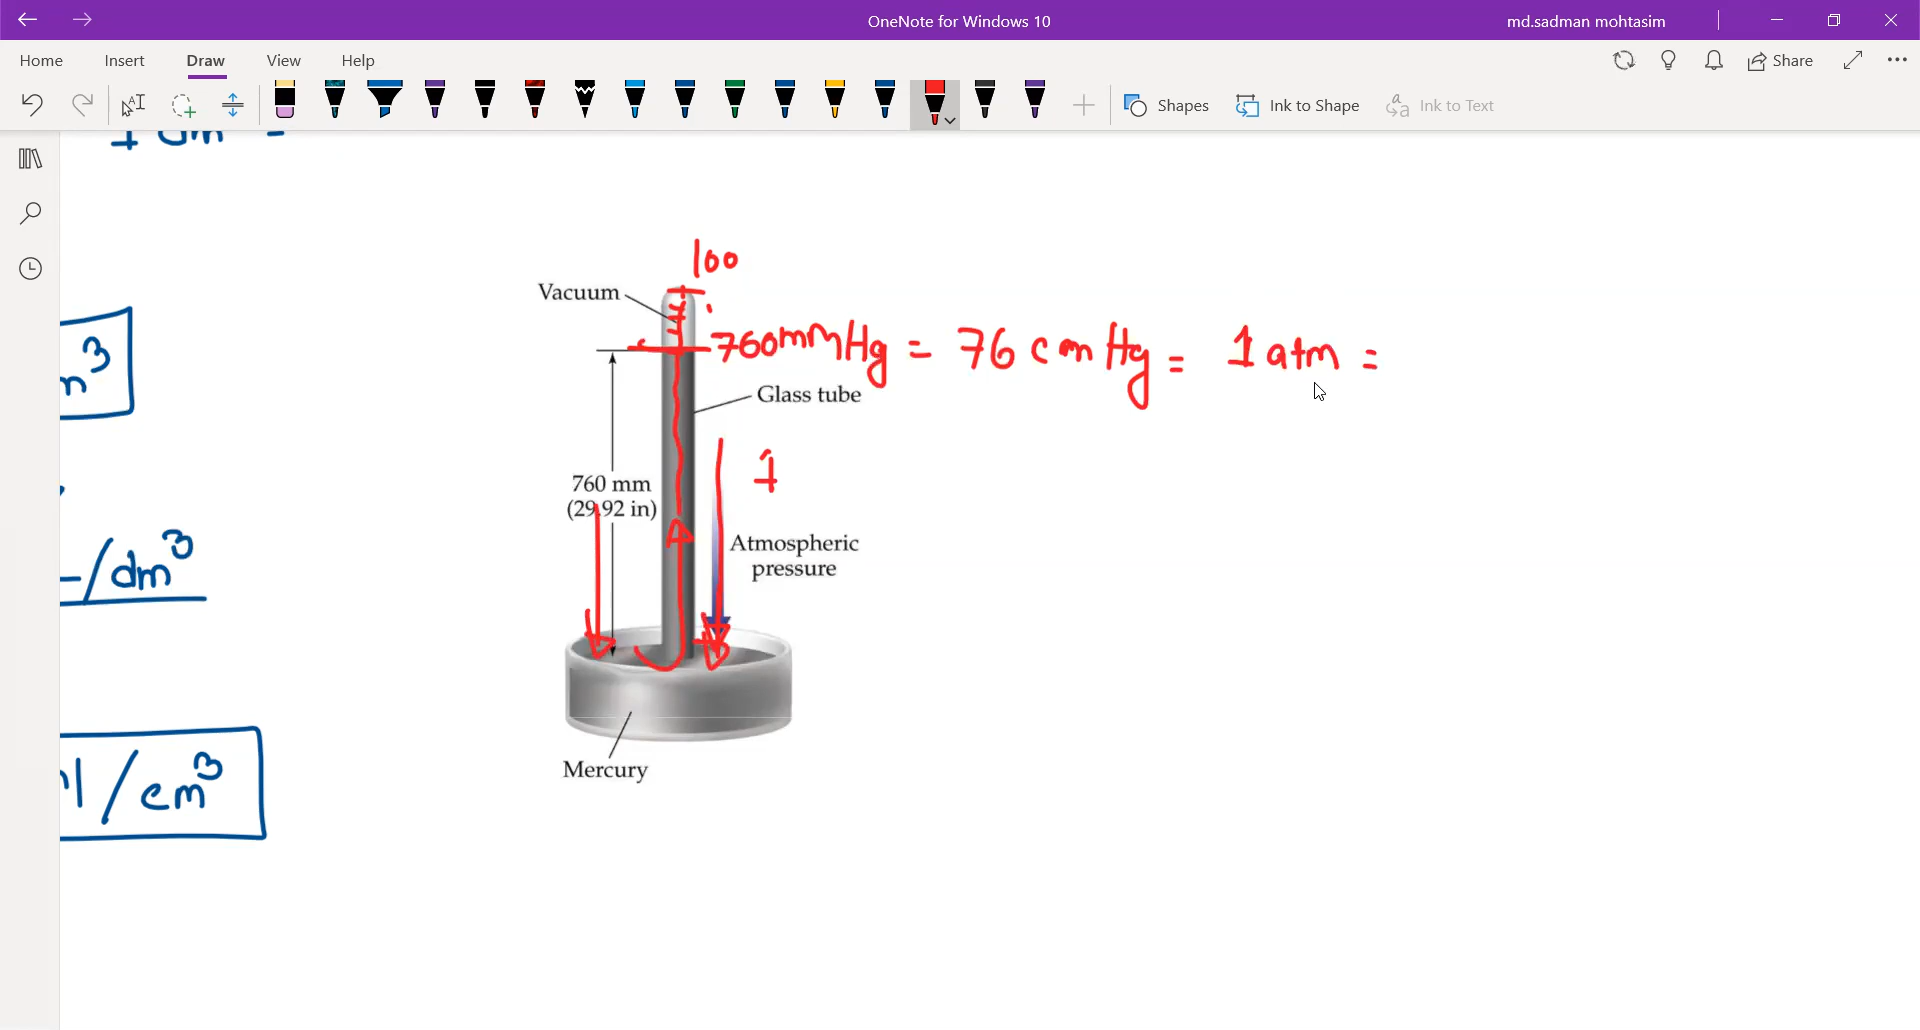 OneNote for Windows 10
md.sadman mohtasim
Home Insert Draw View Help
Share
Shapes Ink to Shape Ink to Text
100
Vacuum
760mmHg = 76 cm Hg = 1 atm =
Glass tube
1
760 mm
(29.92 in)
Atmospheric
pressure
Mercury
m³
/dm³
/cm³